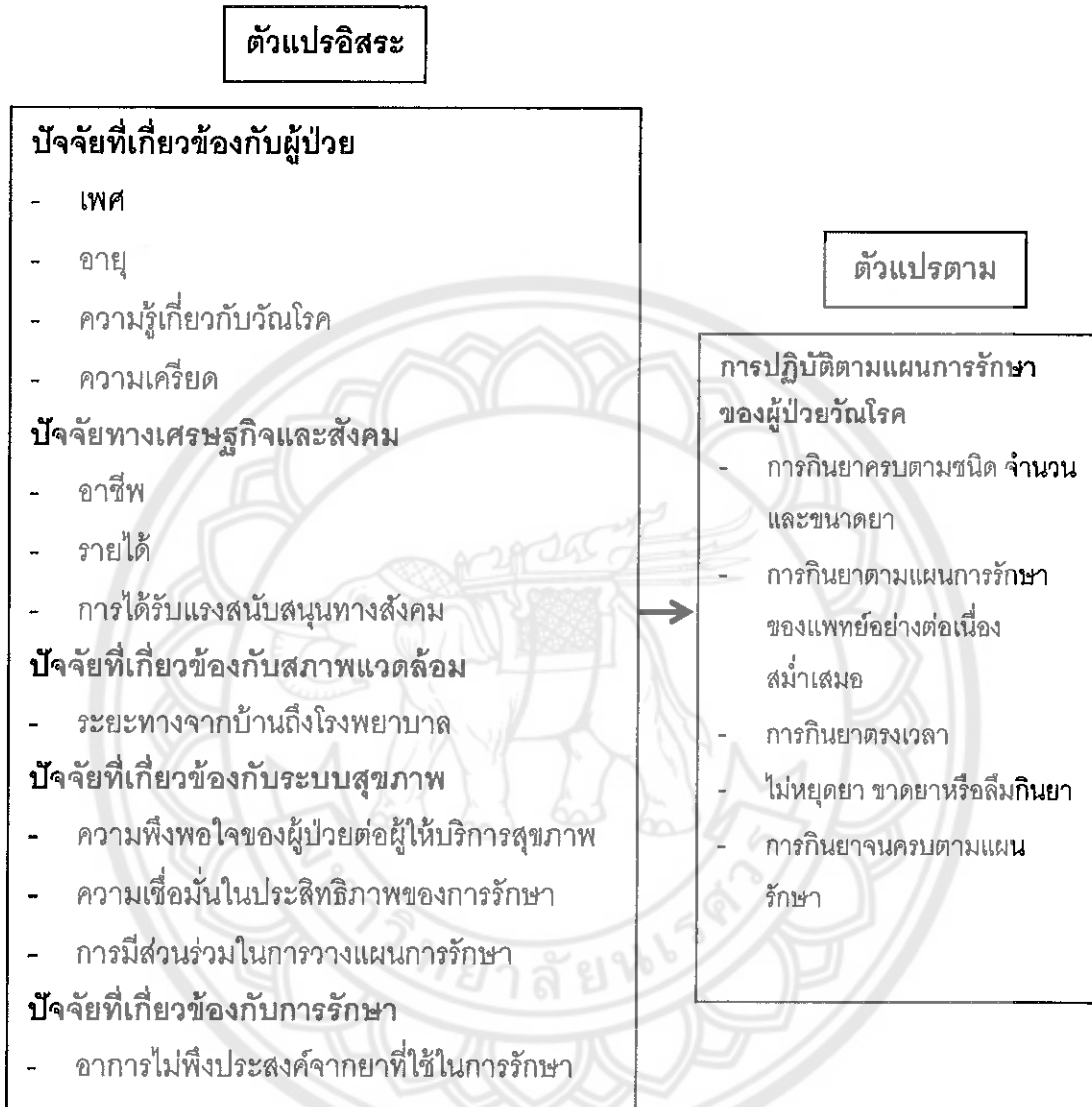 ตัวแปรอิสระ
ปัจจัยที่เกี่ยวข้องกับผู้ป่วย
- เพศ
- อายุ
- ความรู้เกี่ยวกับวัณโรค
- ความเครียด
ปัจจัยทางเศรษฐกิจและสังคม
- อาชีพ
- รายได้
- การได้รับแรงสนับสนุนทางสังคม
ปัจจัยที่เกี่ยวข้องกับสภาพแวดล้อม
- ระยะทางจากบ้านถึงโรงพยาบาล
ปัจจัยที่เกี่ยวข้องกับระบบสุขภาพ
- ความพึงพอใจของผู้ป่วยต่อผู้ให้บริการสุขภาพ
- ความเชื่อมั่นในประสิทธิภาพของการรักษา
- การมีส่วนร่วมในการวางแผนการรักษา
ปัจจัยที่เกี่ยวข้องกับการรักษา
- อาการไม่พึงประสงค์จากยาที่ใช้ในการรักษา
ตัวแปรตาม
การปฏิบัติตามแผนการรักษา
ของผู้ป่วยวัณโรค
- การกินยาครบตามชนิด จำนวน
และขนาดยา
- การกินยาตามแผนการรักษา
ของแพทย์อย่างต่อเนื่อง
สม่ำเสมอ
- การกินยาตรงเวลา
- ไม่หยุดยา ขาดยาหรือลืมกินยา
- การกินยาจนครบตามแผน
รักษา
มหาวิทยาลัยนเรศวร